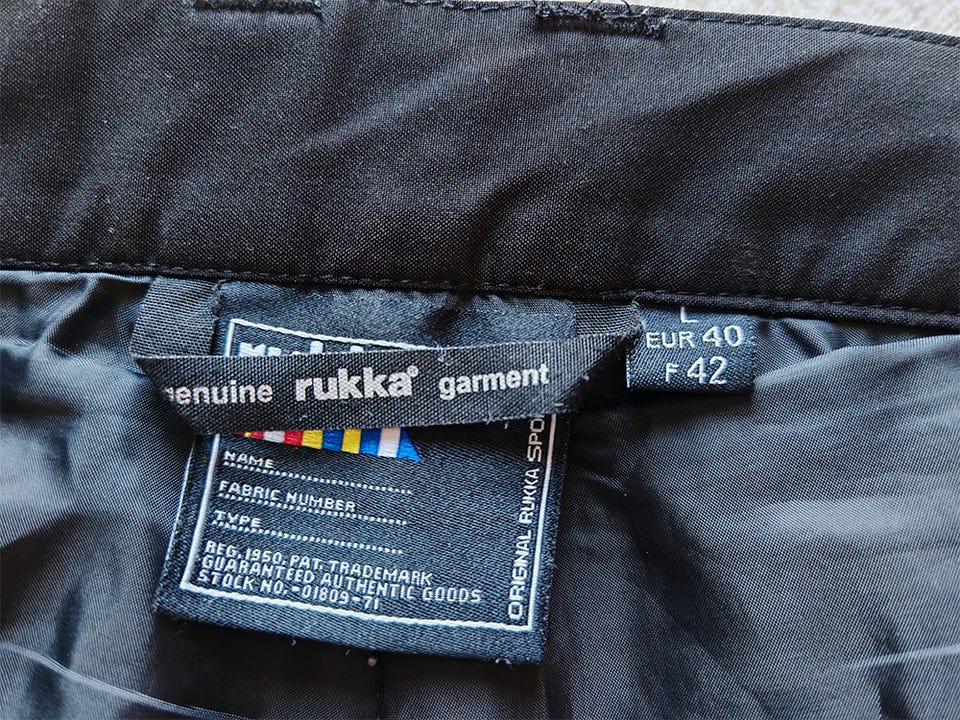 genuine rukka® garment
L
EUR 40
F 42
NAME
FABRIC NUMBER
TYPE
REG. 1950. PAT. TRADEMARK
GUARANTEED AUTHENTIC GOODS
STOCK NO. -01809-71
ORIGINAL RUKKA